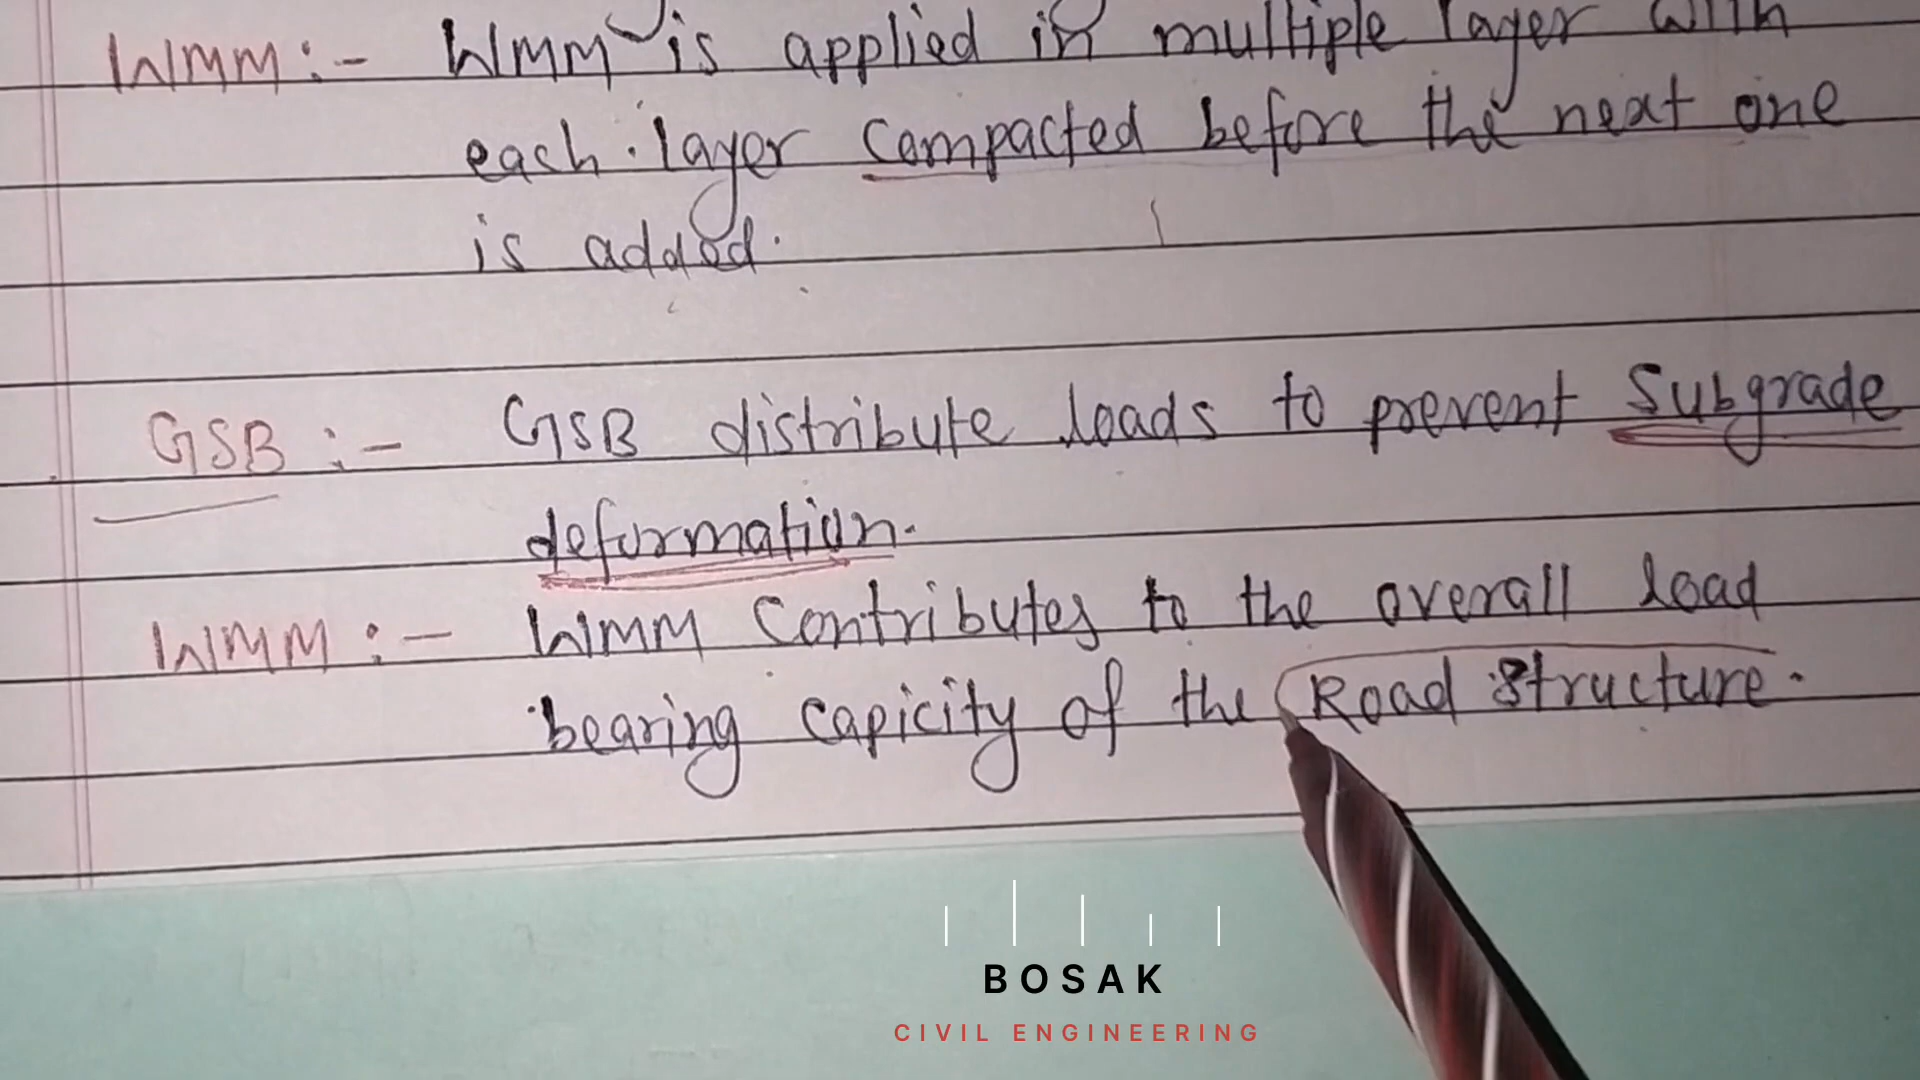 WMM :- WMM is applied in multiple layer with
each layer compacted before the next one
is added.
GSB :- GSB distribute loads to prevent Subgrade
deformation.
WMM :- WMM Contributes to the overall load
bearing capicity of the Road Structure.
BOSAK
CIVIL ENGINEERING